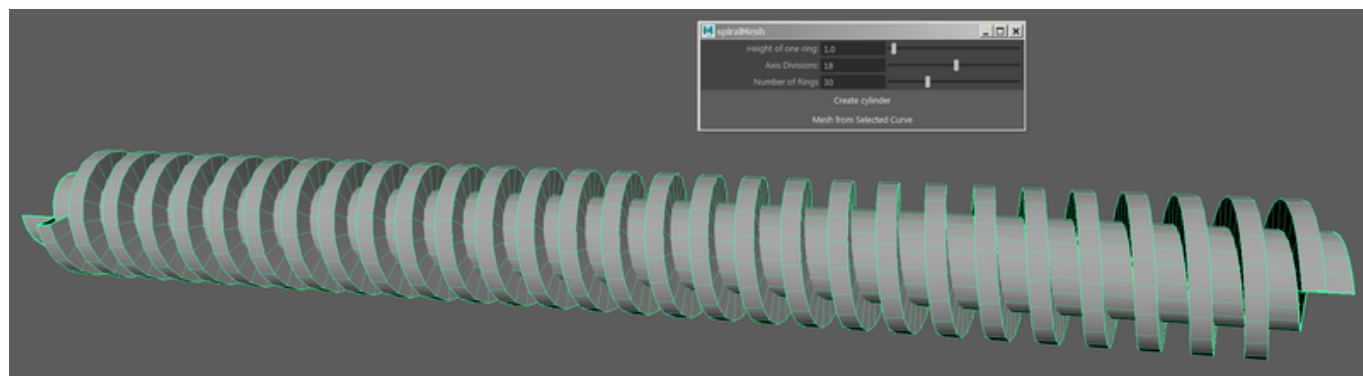 spiralMesh
Height of one ring: 1.0
Axis Divisions: 18
Number of Rings 30
Create cylinder
Mesh from Selected Curve